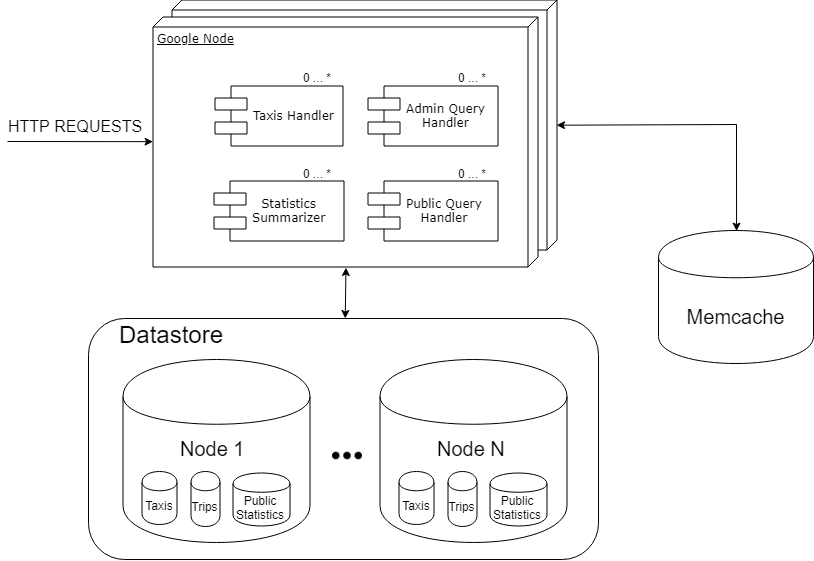 Google Node
0 ... *
Taxis Handler
0 ... *
Admin Query
Handler
HTTP REQUESTS
0 ... *
Statistics
Summarizer
0 ... *
Public Query
Handler
Memcache
Datastore
Node 1
Taxis
Trips
Public
Statistics
Node N
Taxis
Trips
Public
Statistics